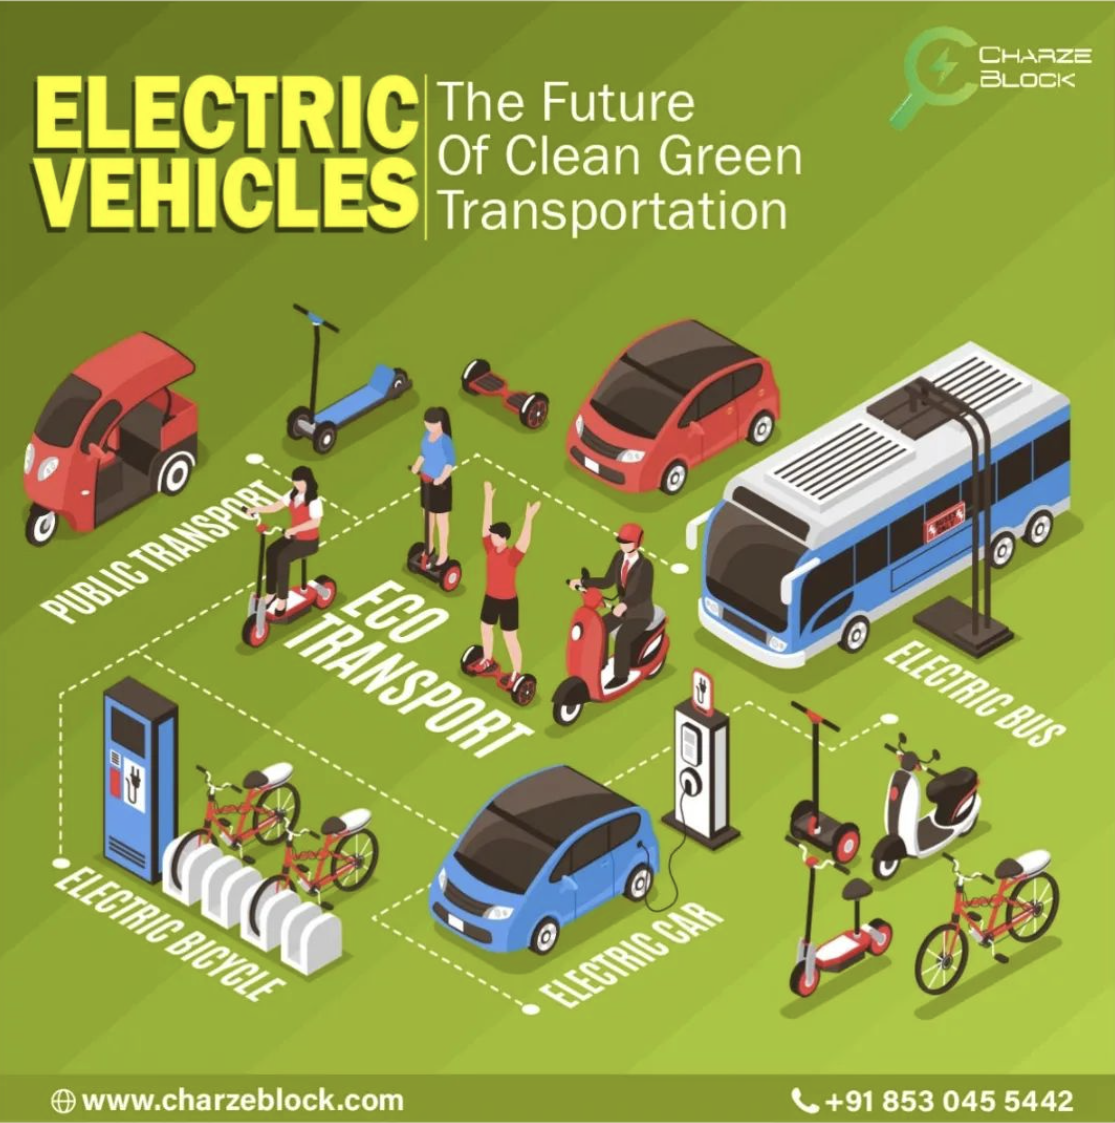 CHARZE
BLOCK
ELECTRIC
VEHICLES
The Future
Of Clean Green
Transportation
PUBLIC TRANSPORT
ECO
TRANSPORT
ELECTRIC BUS
ELECTRIC BICYCLE
ELECTRIC CAR
www.charzeblock.com
+91 853 045 5442